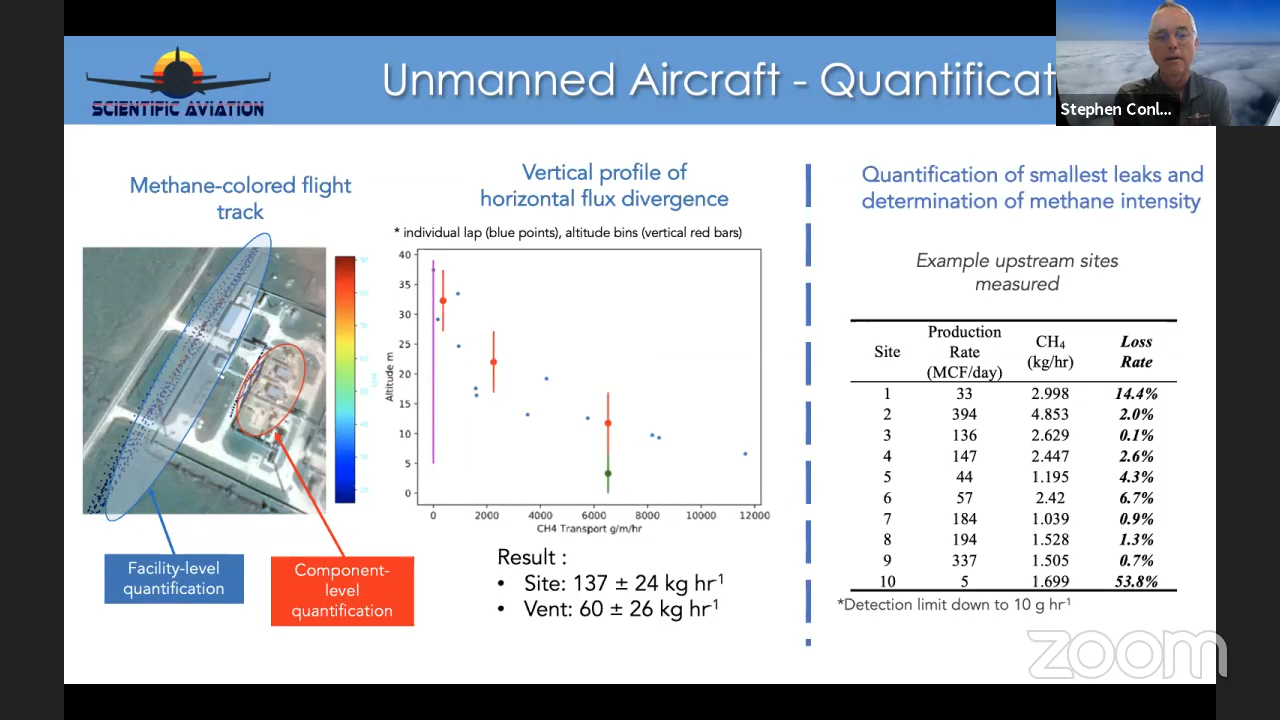 SCIENTIFIC AVIATION
Unmanned Aircraft - Quantificat
Stephen Conl...
Methane-colored flight
track
Facility-level
quantification
Component-
level
quantification
Vertical profile of
horizontal flux divergence
* individual lap (blue points), altitude bins (vertical red bars)
Altitude m
40
35
30
25
20
15
10
5
0
0 2000 4000 6000 8000 10000 12000
CH4 Transport g/m/hr
Result :
• Site: 137 ± 24 kg hr¹
• Vent: 60 ± 26 kg hr¹
Quantification of smallest leaks and
determination of methane intensity
Example upstream sites
measured
Site Production Rate (MCF/day) CH₄ (kg/hr) Loss Rate
1 33 2.998 14.4%
2 394 4.853 2.0%
3 136 2.629 0.1%
4 147 2.447 2.6%
5 44 1.195 4.3%
6 57 2.42 6.7%
7 184 1.039 0.9%
8 194 1.528 1.3%
9 337 1.505 0.7%
10 5 1.699 53.8%
*Detection limit down to 10 g hr¹
zoom